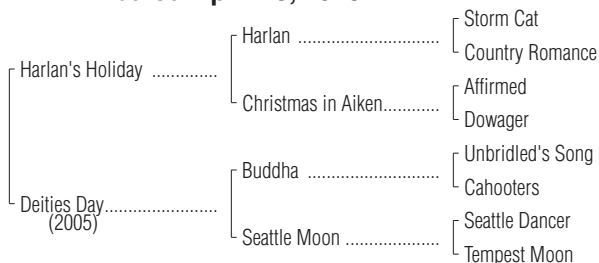 Harlan's Holiday .............
Deities Day......................
(2005)
Harlan ...........................
Christmas in Aiken...........
Buddha .........................
Seattle Moon ..................
Storm Cat
Country Romance
Affirmed
Dowager
Unbridled's Song
Cahooters
Seattle Dancer
Tempest Moon